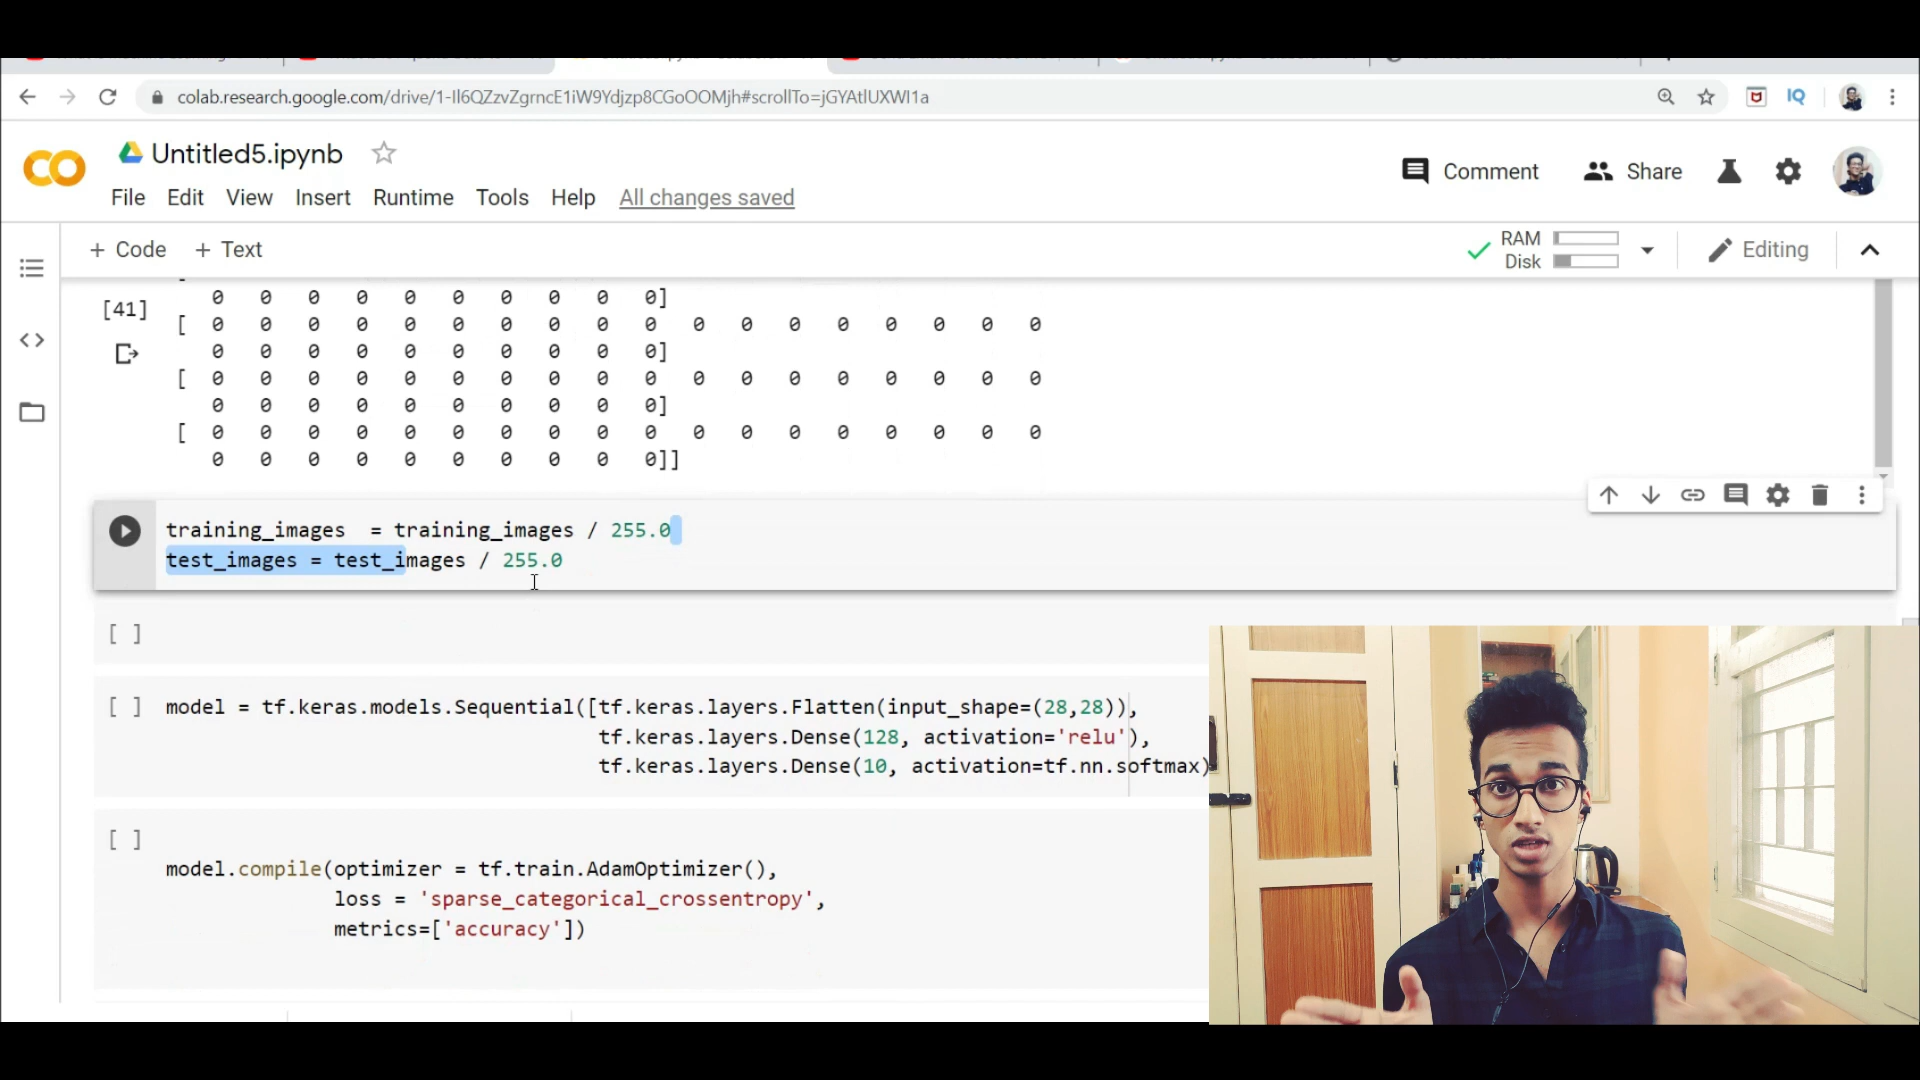 colab.research.google.com/drive/1-Il6QZzvZgrncE1iW9Ydjzp8CGoOOMjh#scrollTo=jGYAtlUXWI1a
IQ
Untitled5.ipynb
File Edit View Insert Runtime Tools Help All changes saved
Comment
Share
+ Code + Text
RAM
Disk
Editing
[41]
0 0 0 0 0 0 0 0 0 0]
[ 0 0 0 0 0 0 0 0 0 0 0 0 0 0 0 0 0 0
0 0 0 0 0 0 0 0 0 0]
[ 0 0 0 0 0 0 0 0 0 0 0 0 0 0 0 0 0 0
0 0 0 0 0 0 0 0 0 0]
[ 0 0 0 0 0 0 0 0 0 0 0 0 0 0 0 0 0 0
0 0 0 0 0 0 0 0 0 0]]
training_images  = training_images / 255.0
test_images = test_images / 255.0
[ ]
[ ] model = tf.keras.models.Sequential([tf.keras.layers.Flatten(input_shape=(28,28)),
tf.keras.layers.Dense(128, activation='relu'),
tf.keras.layers.Dense(10, activation=tf.nn.softmax)
[ ]
model.compile(optimizer = tf.train.AdamOptimizer(),
loss = 'sparse_categorical_crossentropy',
metrics=['accuracy'])